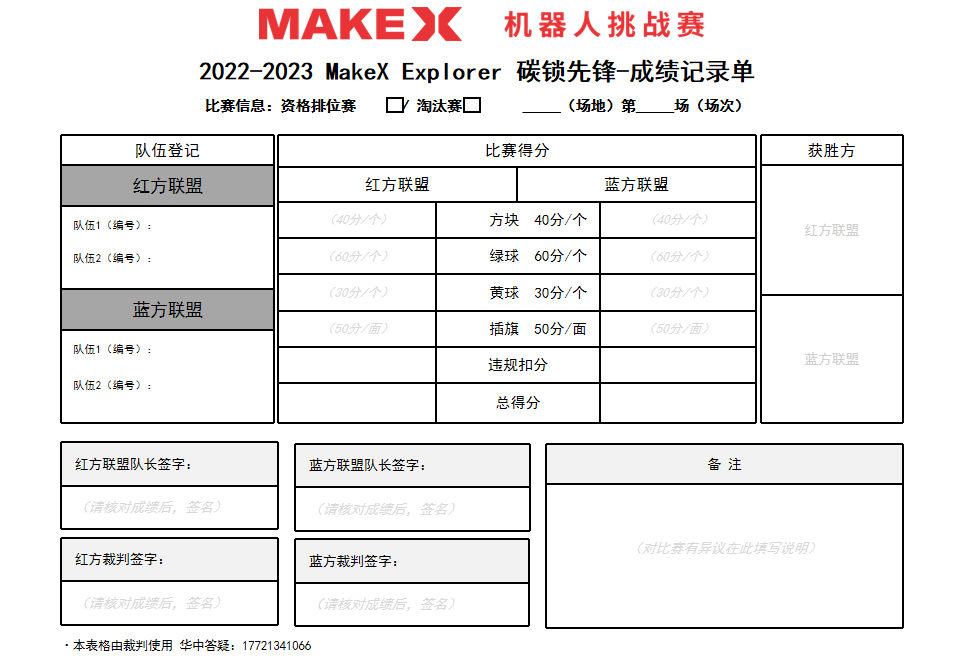 MAKEX 机器人挑战赛
2022-2023 MakeX Explorer 碳锁先锋-成绩记录单
比赛信息：资格排位赛 / 淘汰赛 _____（场地）第_____场（场次）
队伍登记
红方联盟
队伍1（编号）：
队伍2（编号）：
蓝方联盟
队伍1（编号）：
队伍2（编号）：
比赛得分
红方联盟 蓝方联盟
（40分/个） 方块 40分/个 （40分/个）
（60分/个） 绿球 60分/个 （60分/个）
（30分/个） 黄球 30分/个 （30分/个）
（50分/面） 插旗 50分/面 （50分/面）
违规扣分
总得分
获胜方
红方联盟
蓝方联盟
红方联盟队长签字：
（请核对成绩后，签名）
蓝方联盟队长签字：
（请核对成绩后，签名）
红方裁判签字：
（请核对成绩后，签名）
蓝方裁判签字：
（请核对成绩后，签名）
备 注
（对比赛有异议在此填写说明）
·本表格由裁判使用 华中答疑：17721341066